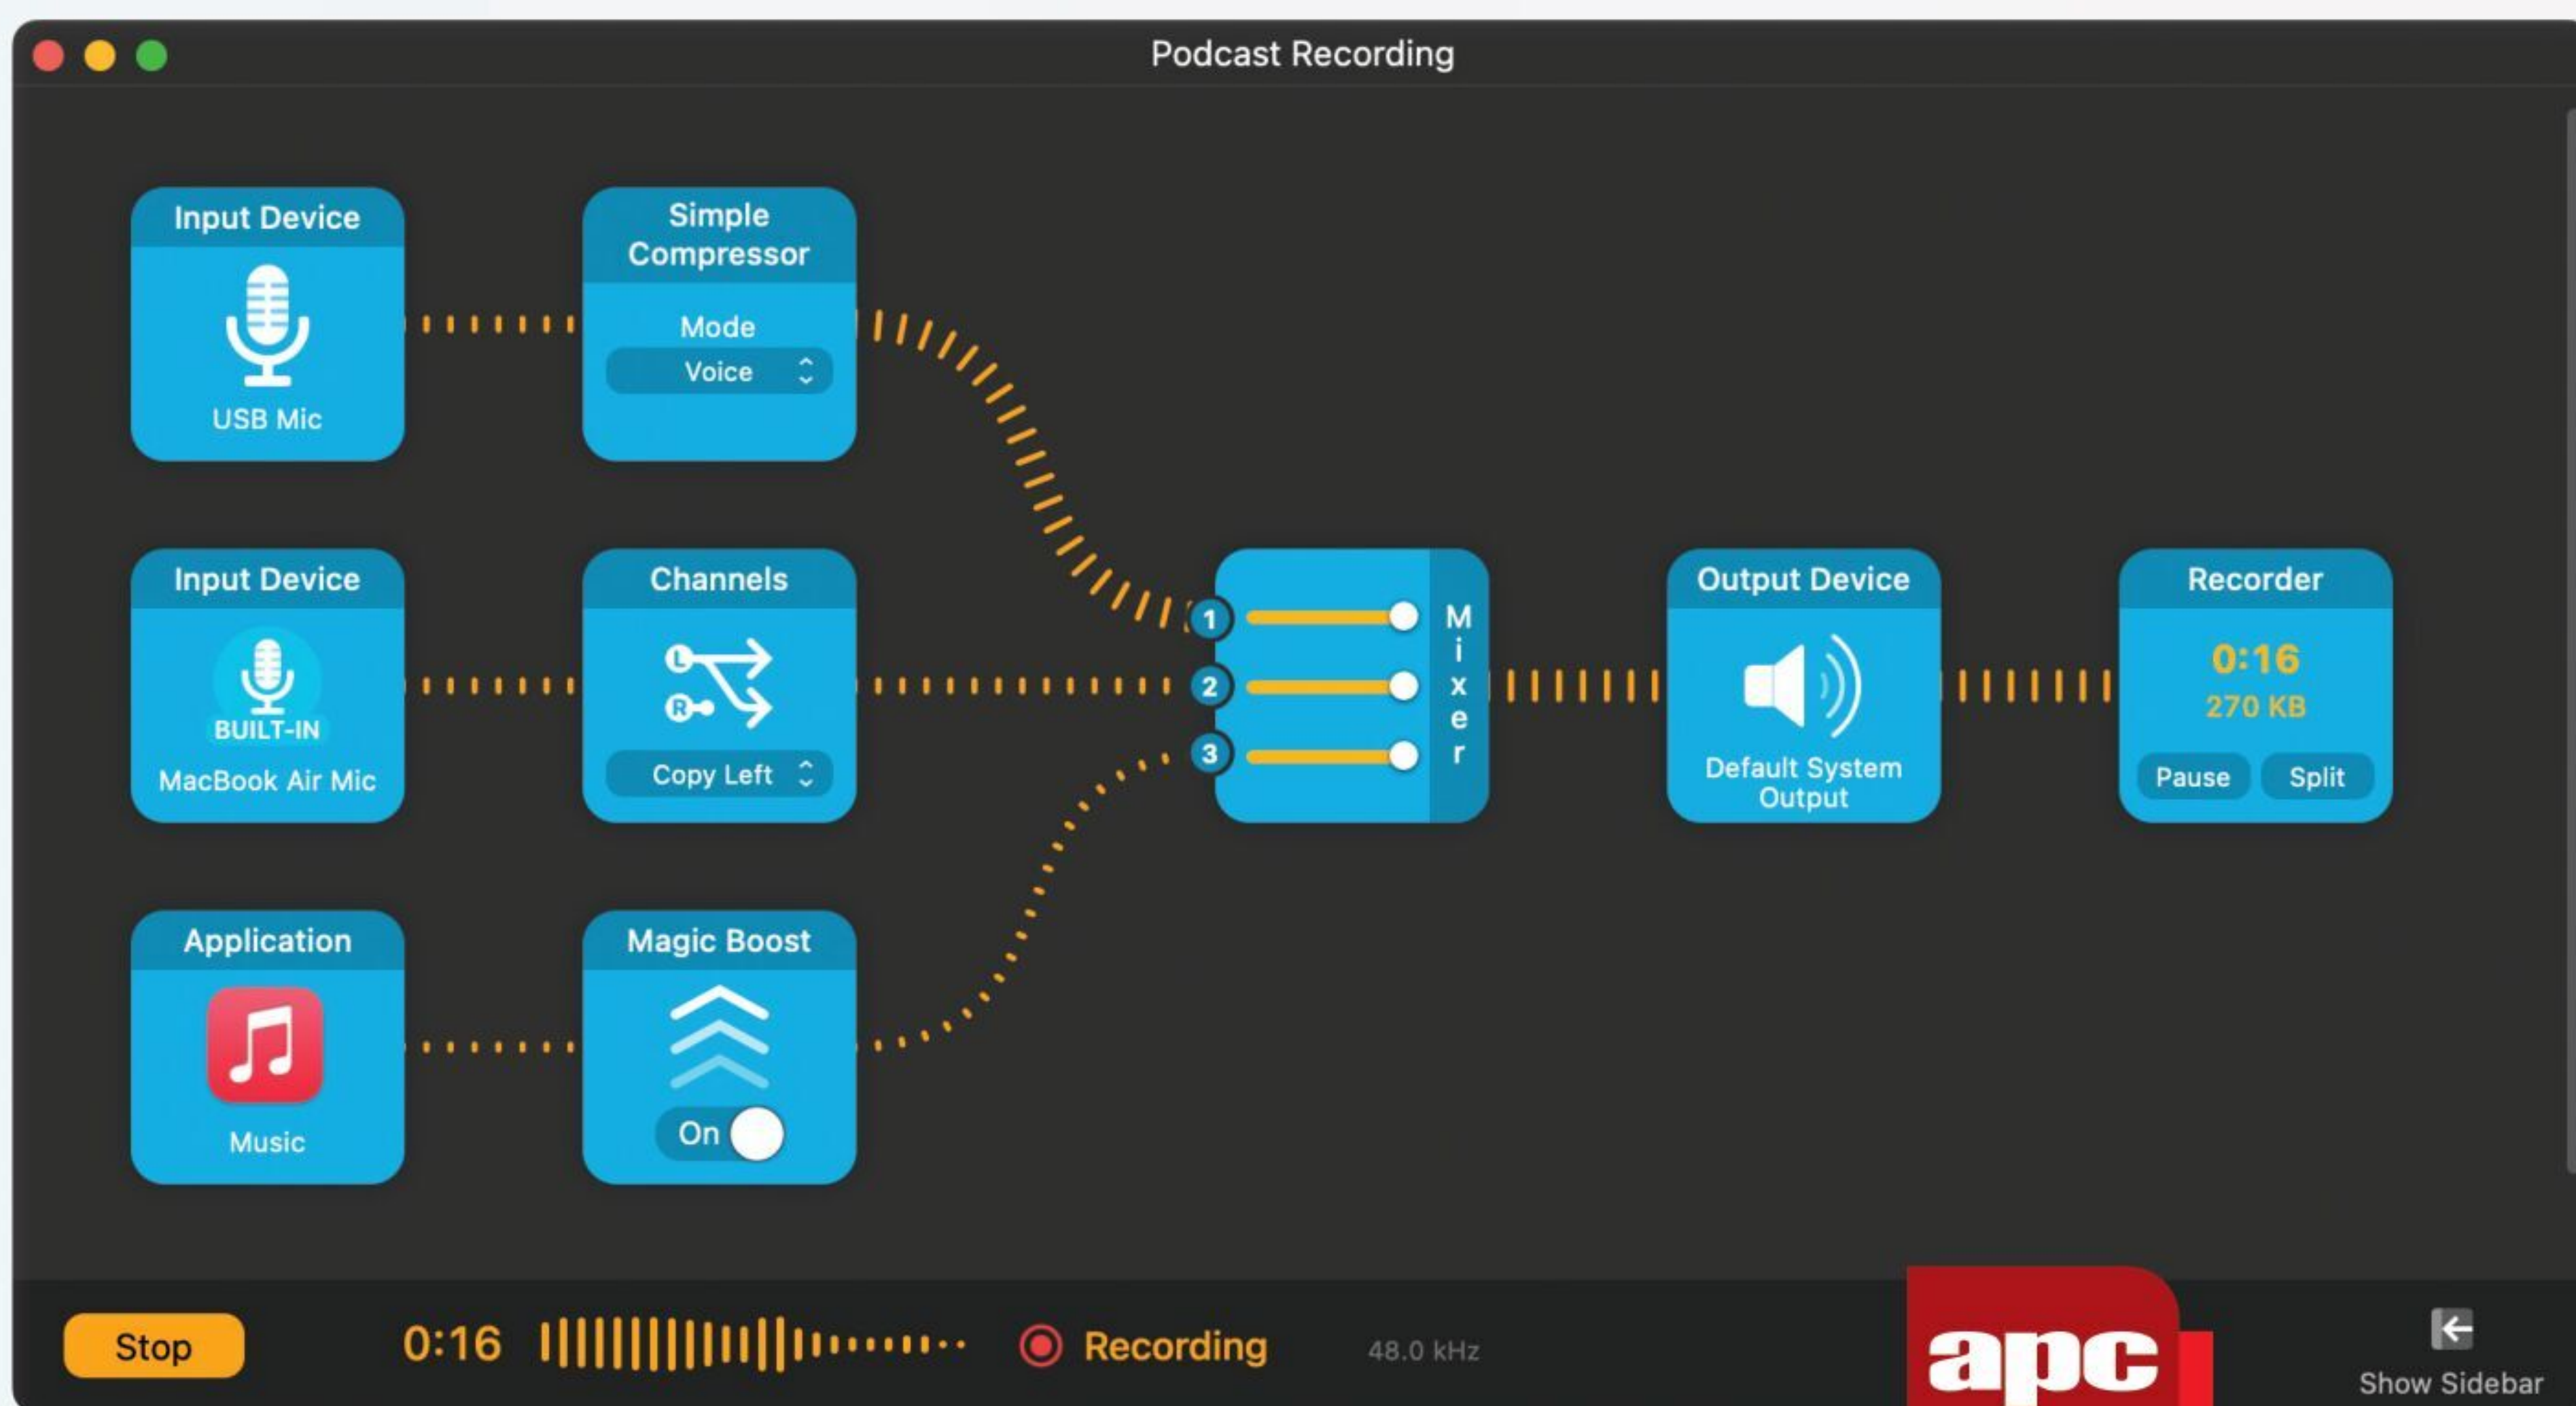 Podcast Recording
Input Device
USB Mic
Simple
Compressor
Mode
Voice
Input Device
BUILT-IN
MacBook Air Mic
Channels
L
R
Copy Left
Application
Music
Magic Boost
On
1
2
3
Mixer
Output Device
Default System
Output
Recorder
0:16
270 KB
Pause Split
Stop
0:16
Recording
48.0 kHz
apc
Show Sidebar